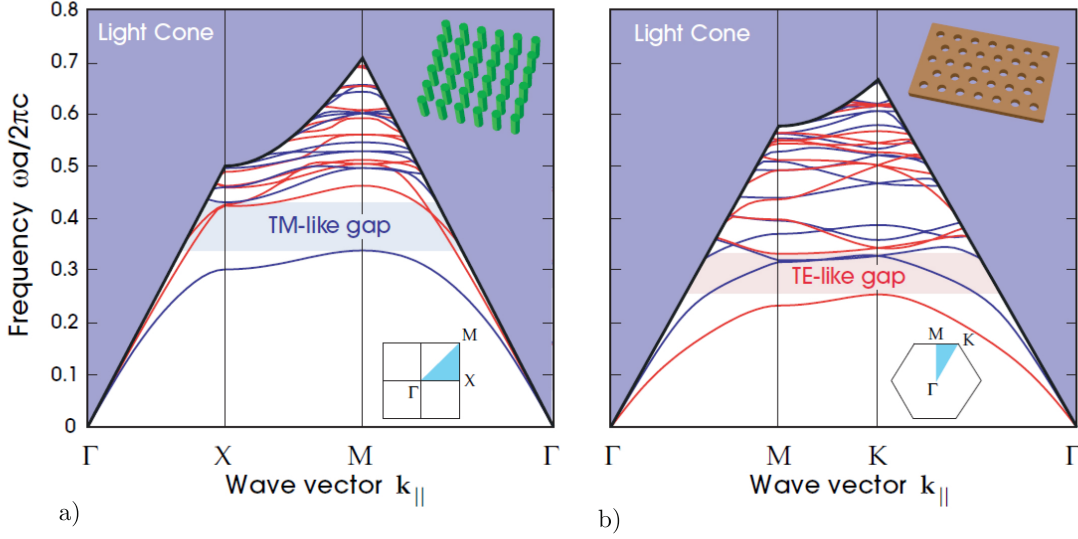 Light Cone
Light Cone
0.8
0.7
0.6
0.5
0.4
0.3
0.2
0.1
0
Frequency ωa/2πc
TM-like gap
TE-like gap
M
X
Γ
M
K
Γ
Γ
X
M
Γ
Γ
M
K
Γ
Wave vector k||
Wave vector k||
a)
b)